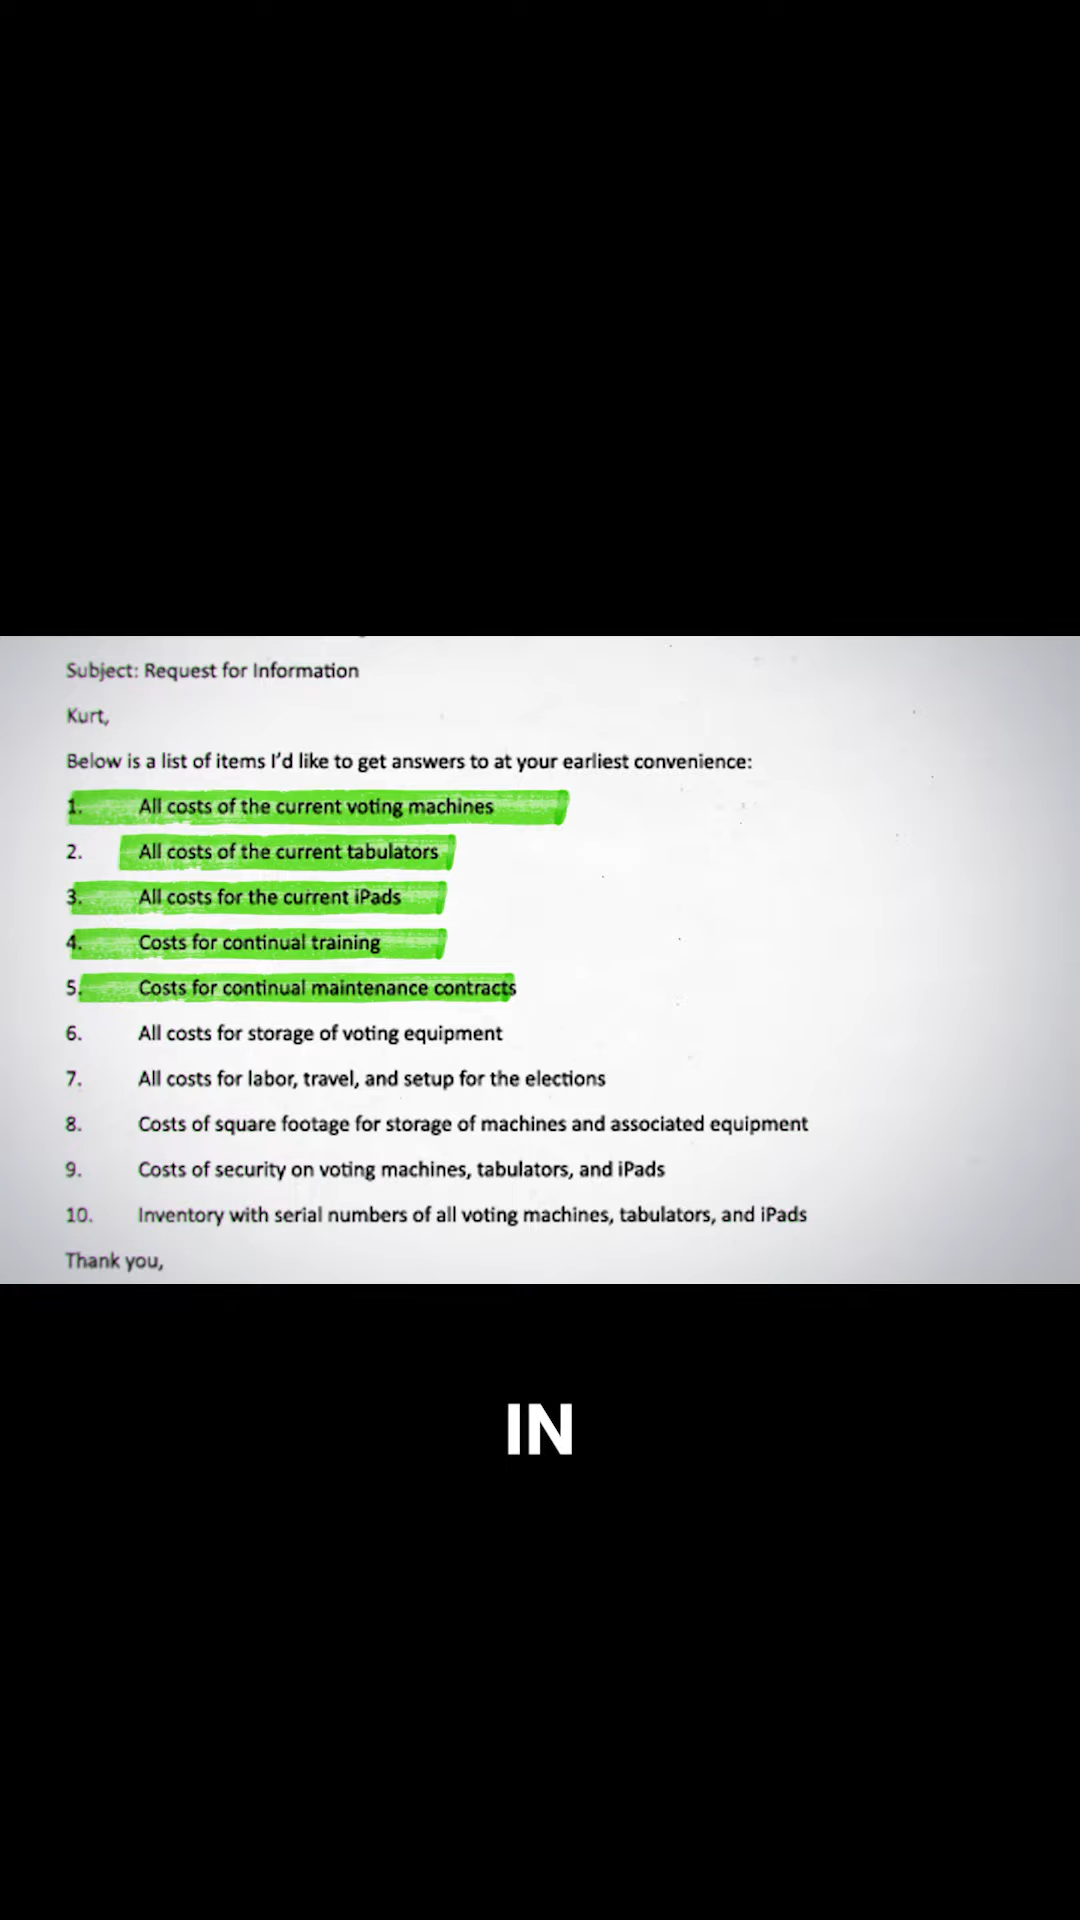 Subject: Request for Information
Kurt,
Below is a list of items I'd like to get answers to at your earliest convenience:
1. All costs of the current voting machines
2. All costs of the current tabulators
3. All costs for the current iPads
4. Costs for continual training
5. Costs for continual maintenance contracts
6. All costs for storage of voting equipment
7. All costs for labor, travel, and setup for the elections
8. Costs of square footage for storage of machines and associated equipment
9. Costs of security on voting machines, tabulators, and iPads
10. Inventory with serial numbers of all voting machines, tabulators, and iPads
Thank you,
IN